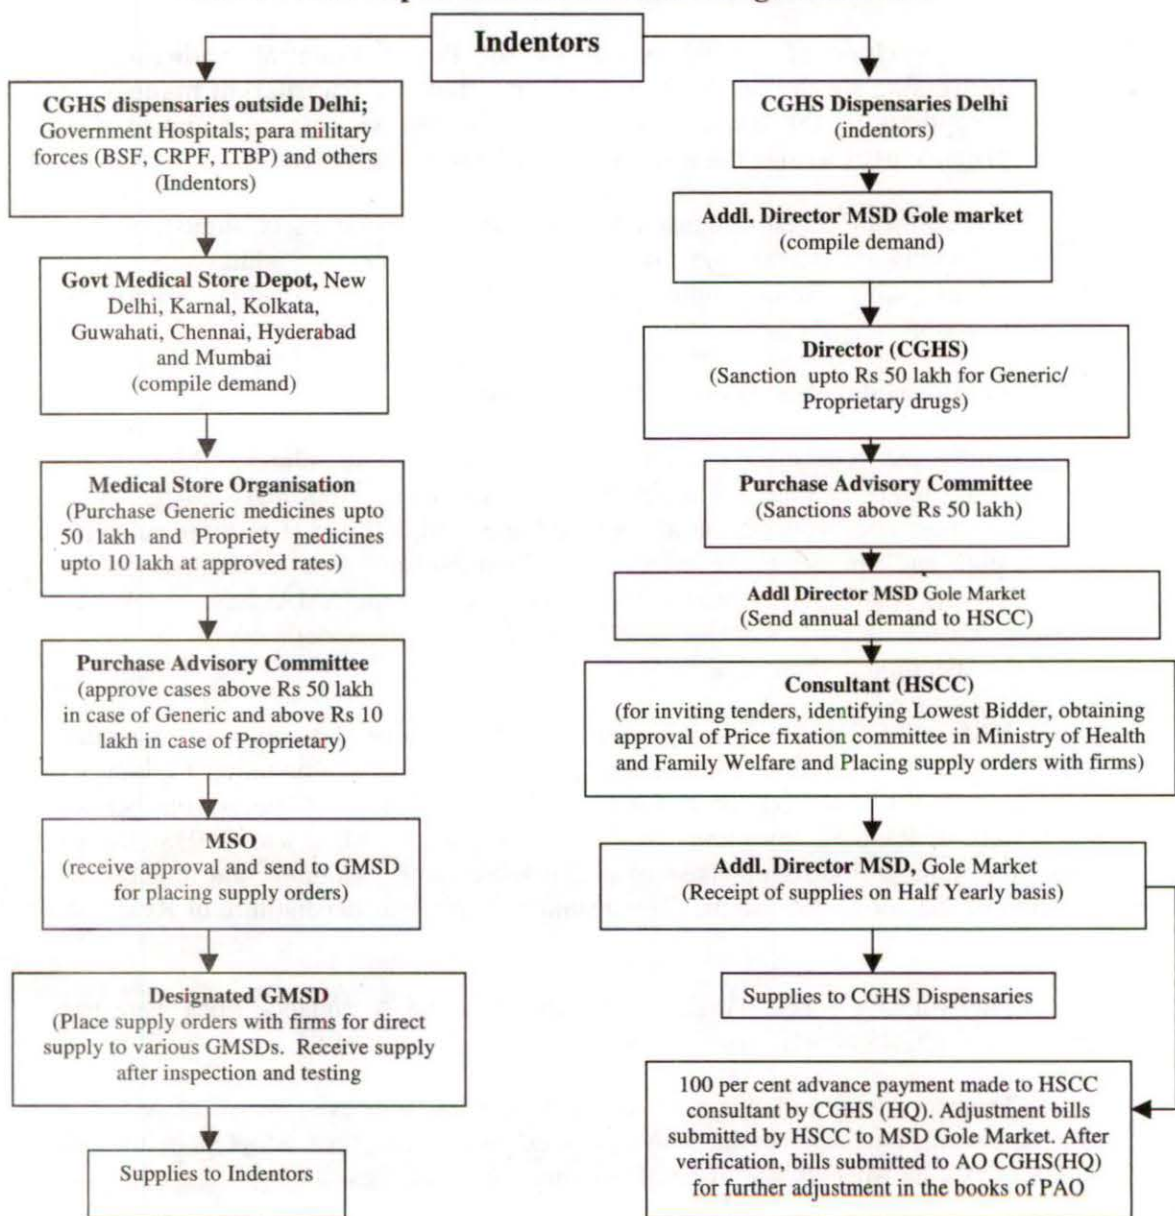 Indentors
CGHS dispensaries outside Delhi;
Government Hospitals; para military
forces (BSF, CRPF, ITBP) and others
(Indentors)
Govt Medical Store Depot, New
Delhi, Karnal, Kolkata,
Guwahati, Chennai, Hyderabad
and Mumbai
(compile demand)
Medical Store Organisation
(Purchase Generic medicines upto
50 lakh and Propriety medicines
upto 10 lakh at approved rates)
Purchase Advisory Committee
(approve cases above Rs 50 lakh
in case of Generic and above Rs 10
lakh in case of Proprietary)
MSO
(receive approval and send to GMSD
for placing supply orders)
Designated GMSD
(Place supply orders with firms for direct
supply to various GMSDs. Receive supply
after inspection and testing
Supplies to Indentors
CGHS Dispensaries Delhi
(indentors)
Addl. Director MSD Gole market
(compile demand)
Director (CGHS)
(Sanction upto Rs 50 lakh for Generic/
Proprietary drugs)
Purchase Advisory Committee
(Sanctions above Rs 50 lakh)
Addl Director MSD Gole Market
(Send annual demand to HSCC)
Consultant (HSCC)
(for inviting tenders, identifying Lowest Bidder, obtaining
approval of Price fixation committee in Ministry of Health
and Family Welfare and Placing supply orders with firms)
Addl. Director MSD, Gole Market
(Receipt of supplies on Half Yearly basis)
Supplies to CGHS Dispensaries
100 per cent advance payment made to HSCC
consultant by CGHS (HQ). Adjustment bills
submitted by HSCC to MSD Gole Market. After
verification, bills submitted to AO CGHS(HQ)
for further adjustment in the books of PAO